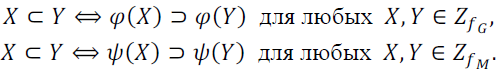 X ⊂ Y ⟺ φ(X) ⊃ φ(Y) для любых X, Y ∈ Z_{f_G},
X ⊂ Y ⟺ ψ(X) ⊃ ψ(Y) для любых X, Y ∈ Z_{f_M}.